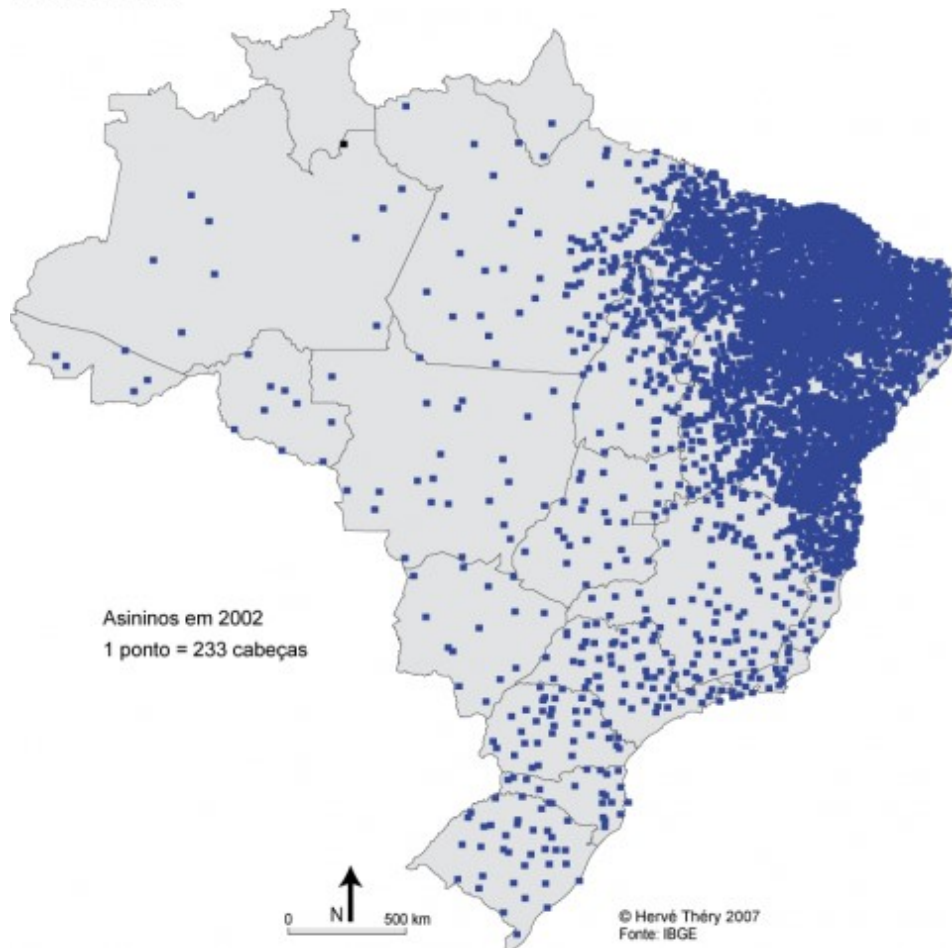 Asininos em 2002
1 ponto = 233 cabeças
N
0 500 km
© Hervé Théry 2007
Fonte: IBGE